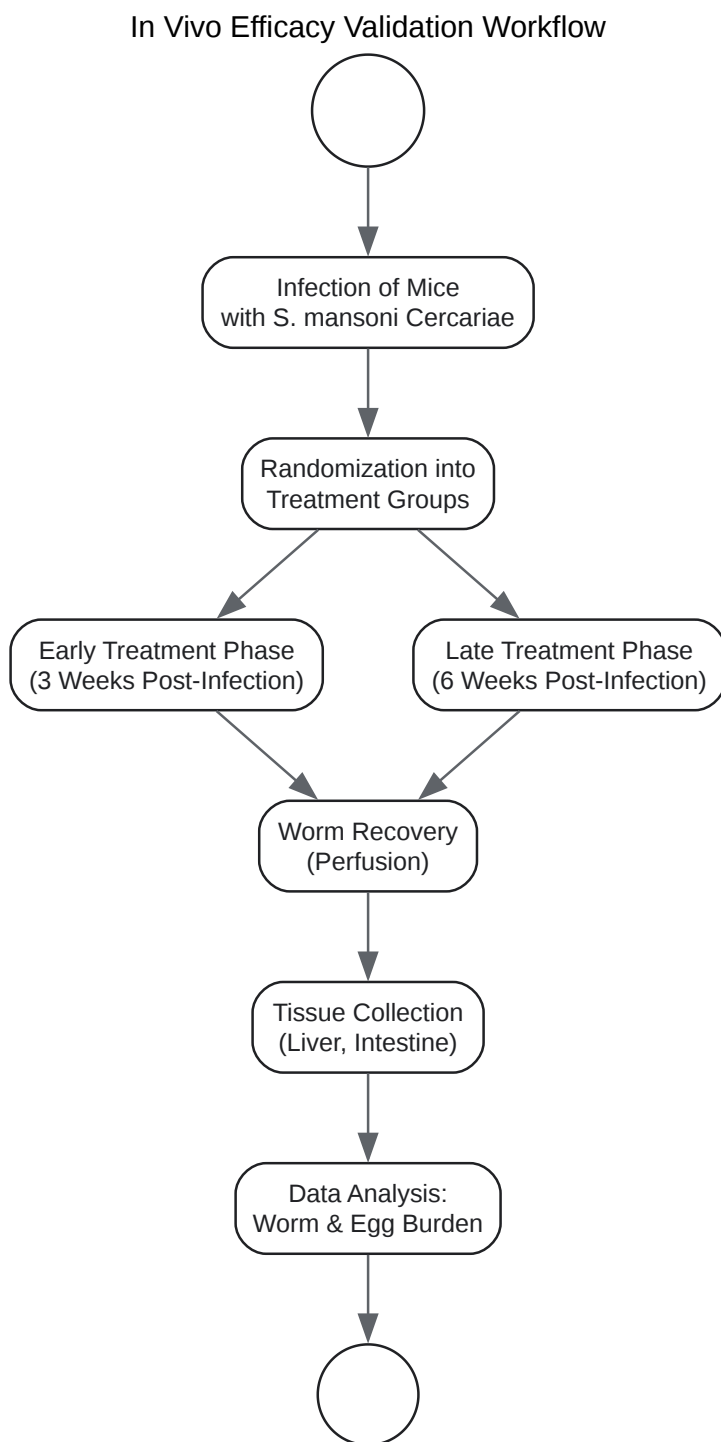 In Vivo Efficacy Validation Workflow
Infection of Mice
with S. mansoni Cercariae
Randomization into
Treatment Groups
Early Treatment Phase
(3 Weeks Post-Infection)
Late Treatment Phase
(6 Weeks Post-Infection)
Worm Recovery
(Perfusion)
Tissue Collection
(Liver, Intestine)
Data Analysis:
Worm & Egg Burden